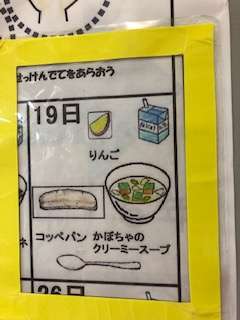 せっけんでてをあらおう
19日
りんご
ネ
コッペパン
かぼちゃの
クリーミースープ
26日